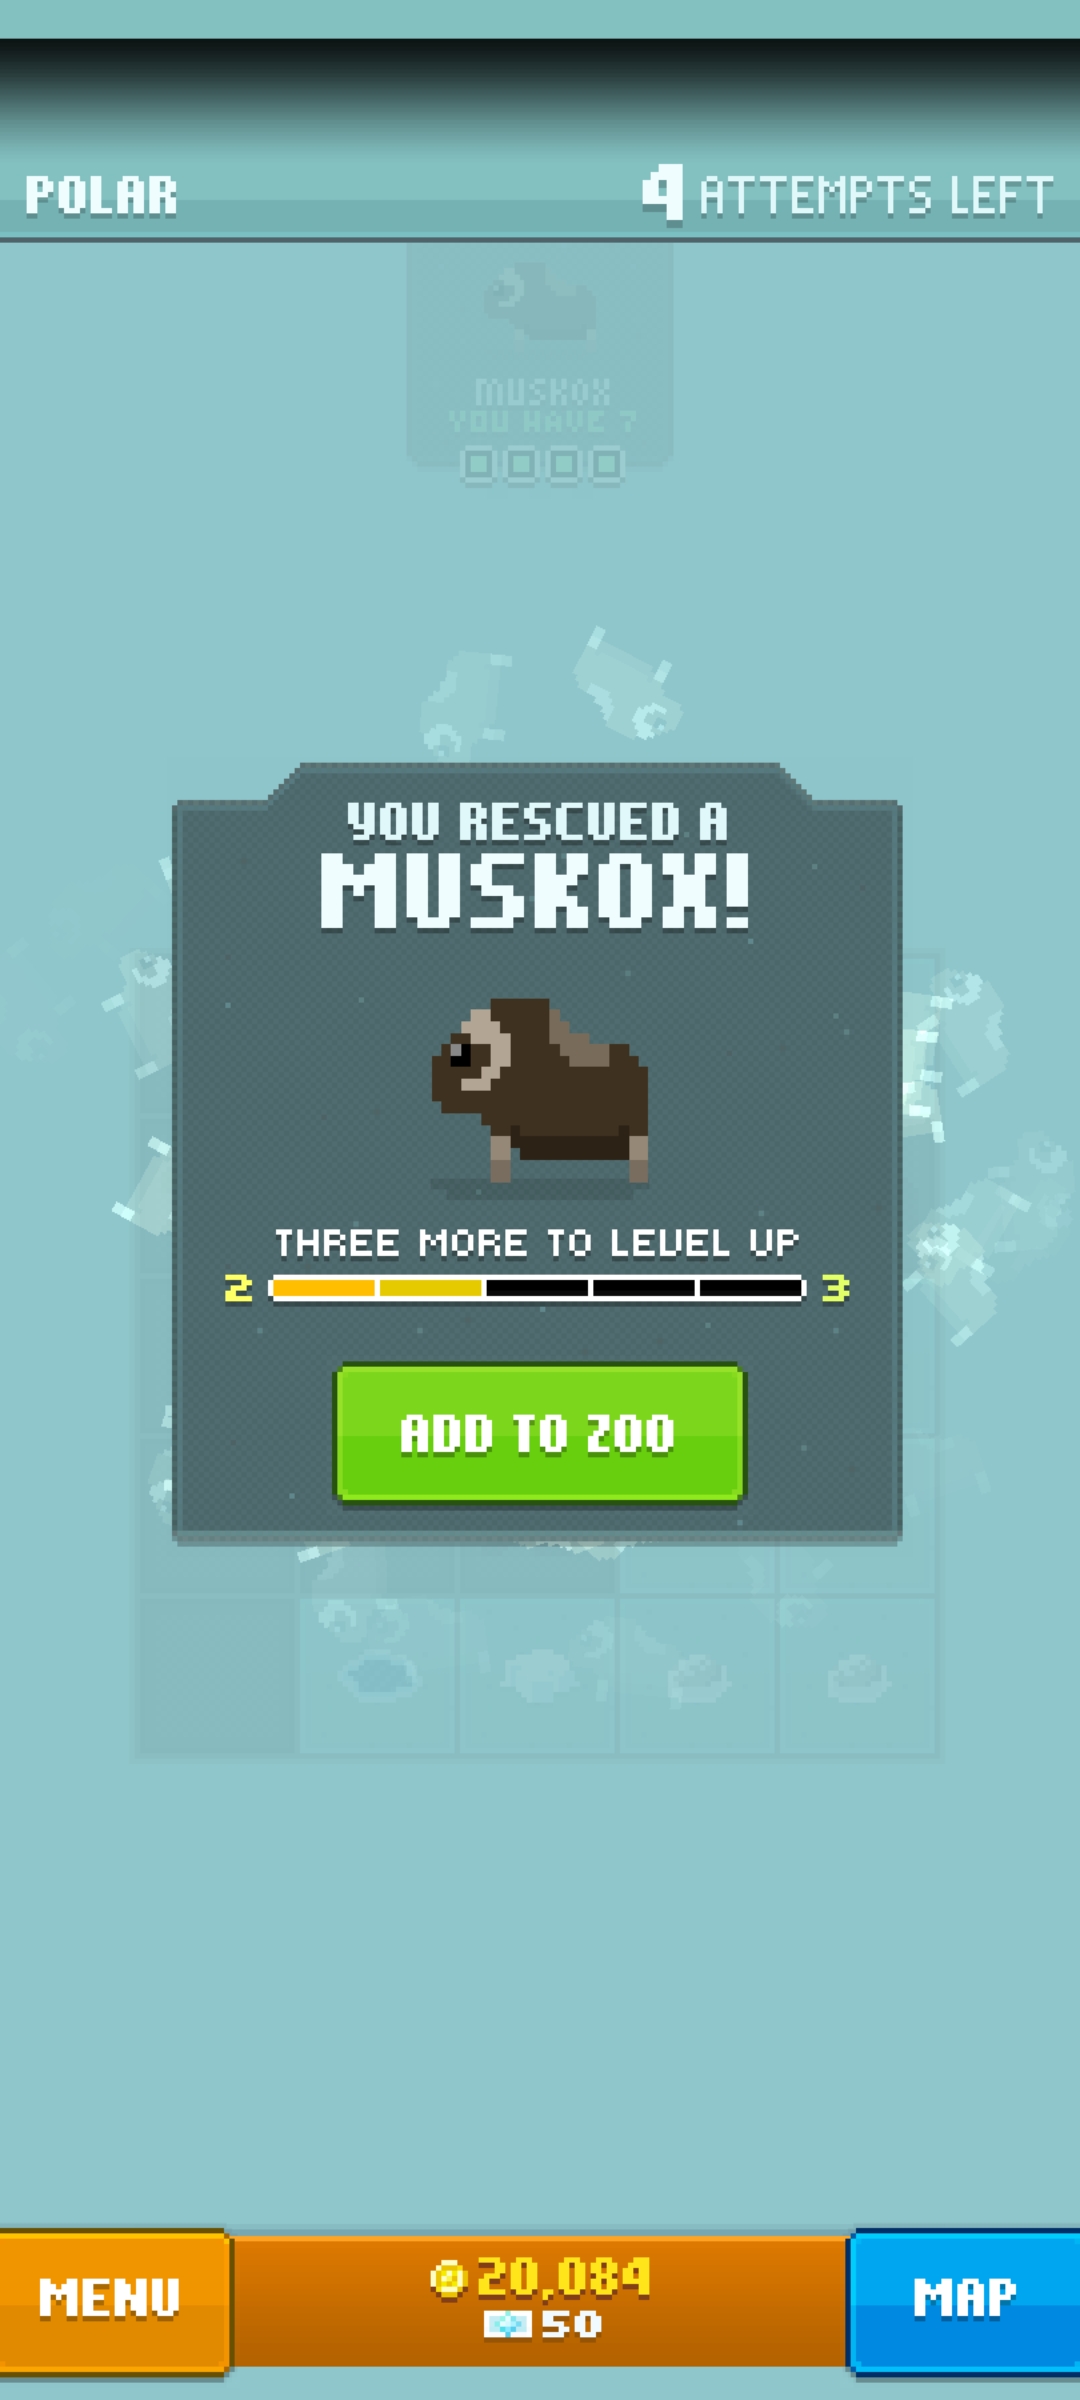 POLAR
4 ATTEMPTS LEFT
MUSKOX
YOU HAVE 7
YOU RESCUED A
MUSKOX!
THREE MORE TO LEVEL UP
2 3
ADD TO ZOO
MENU
20,084
50
MAP